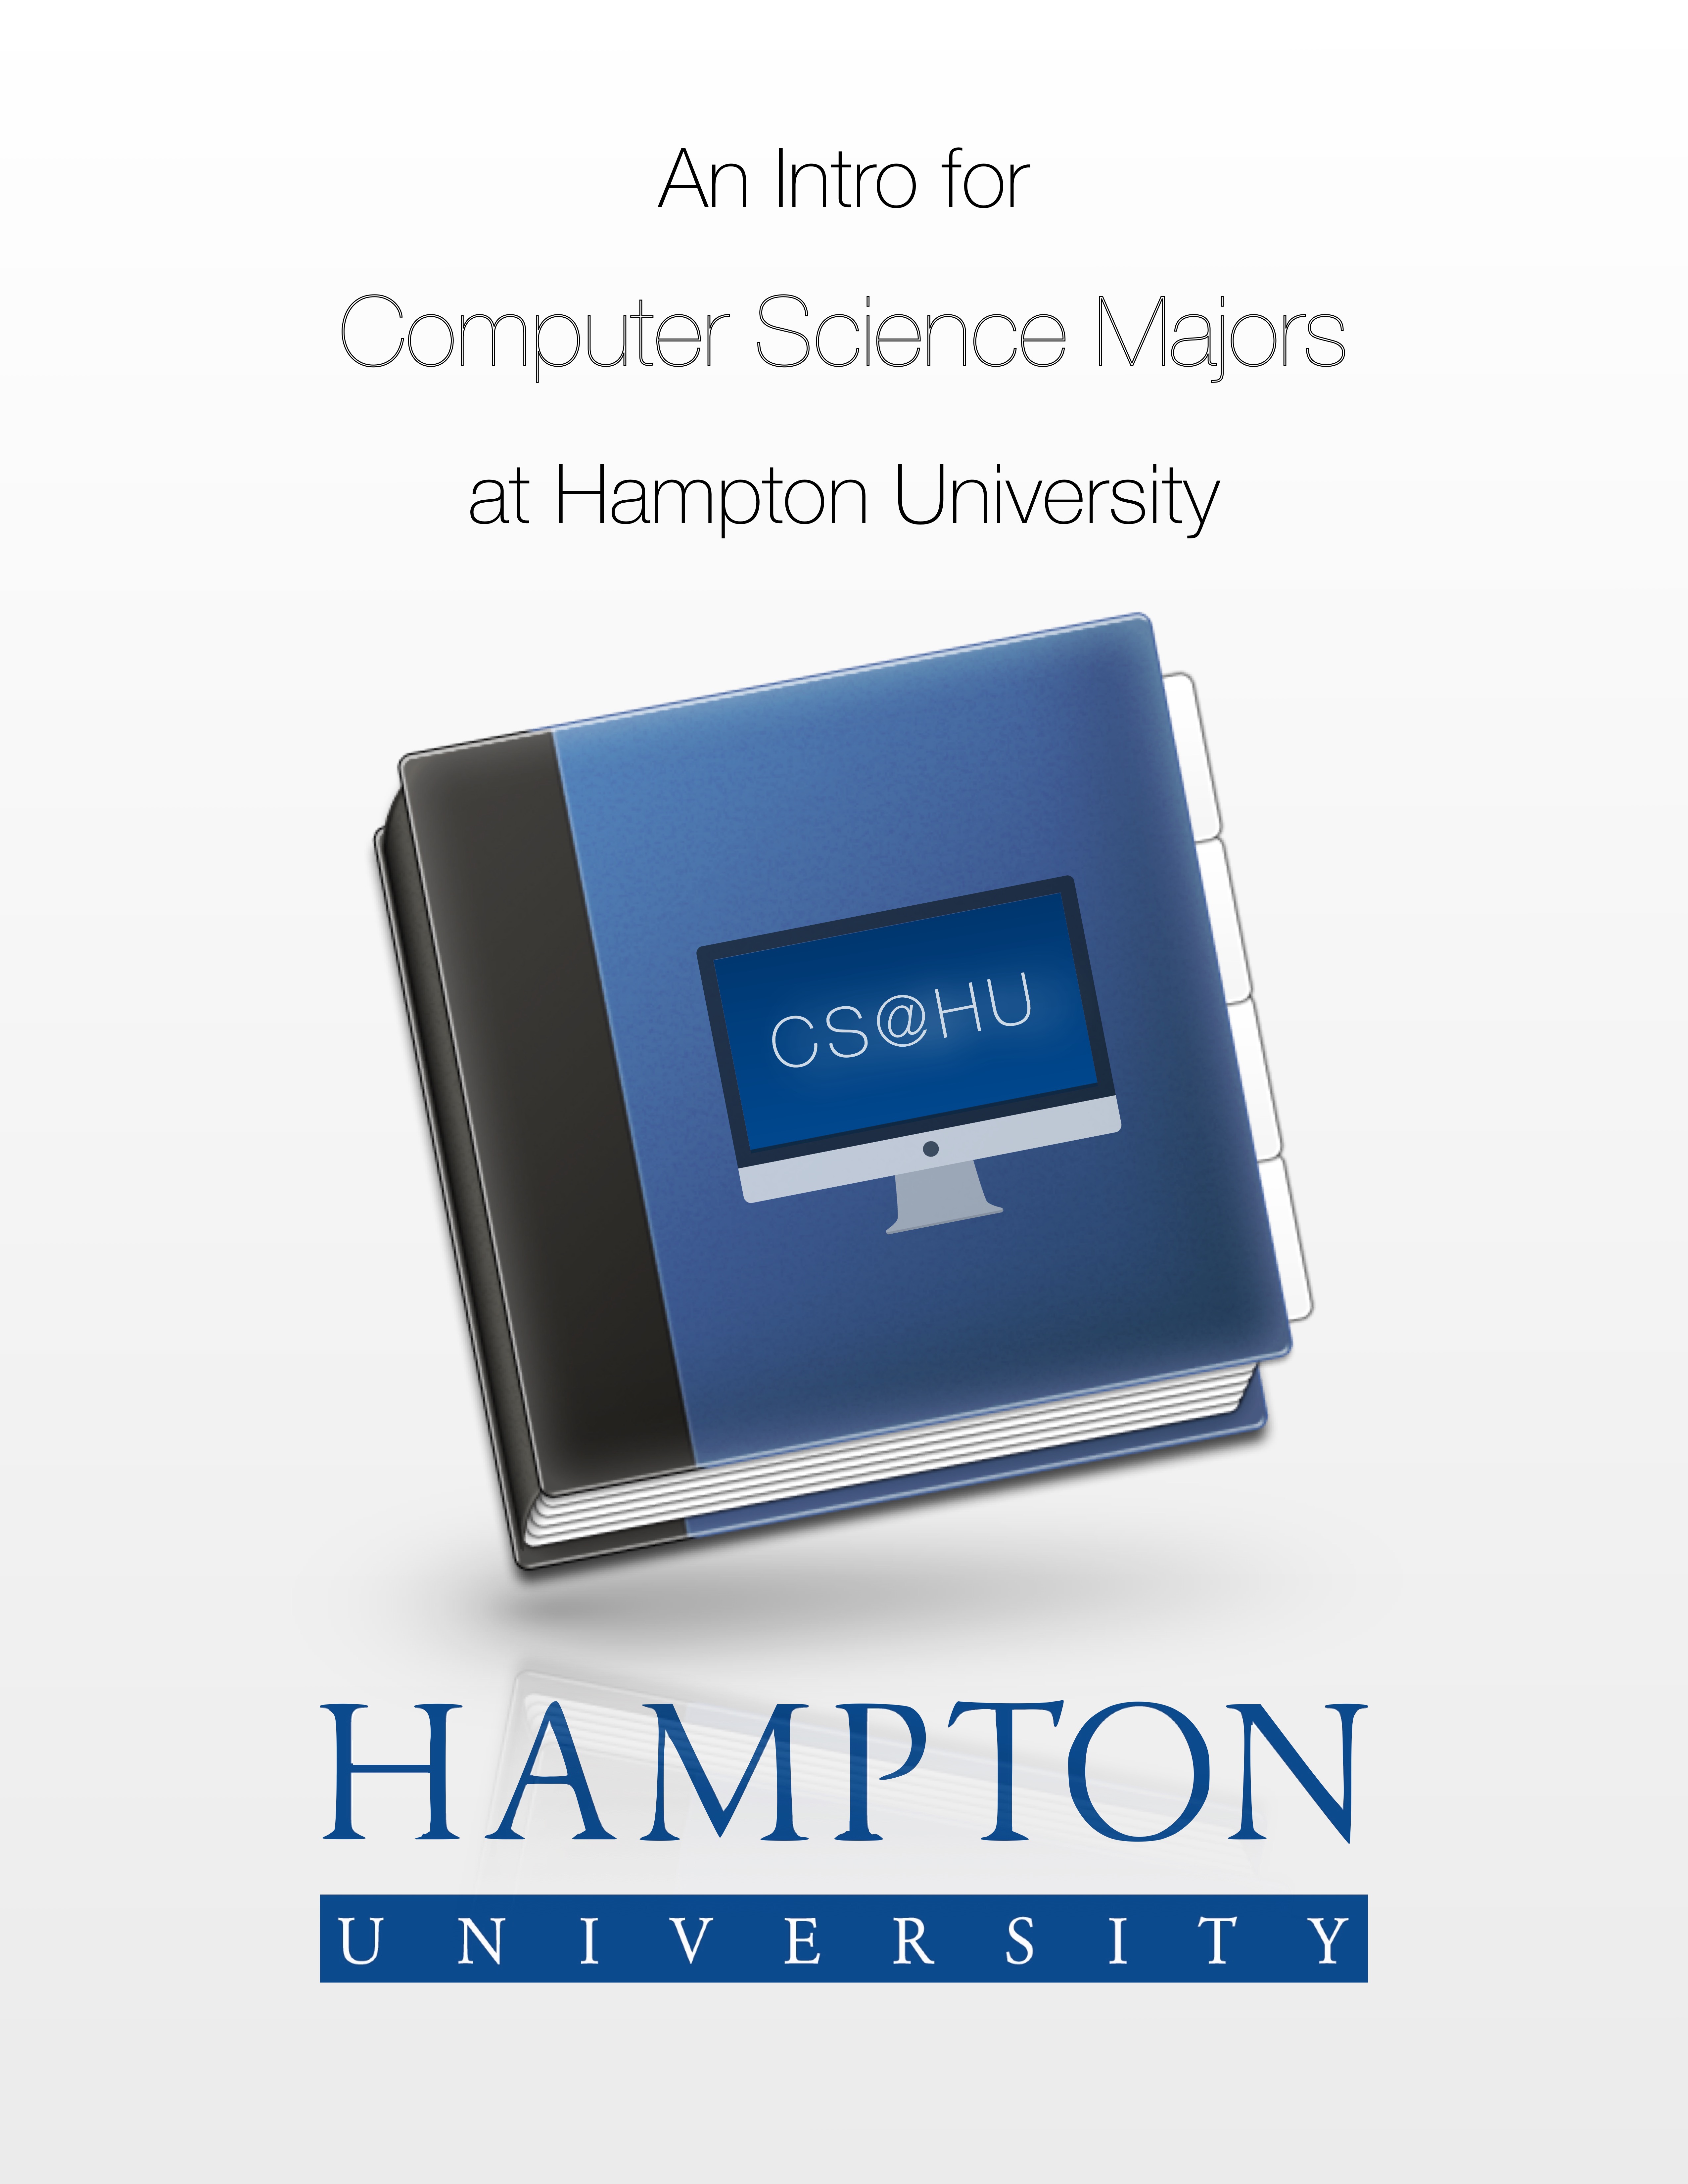 An Intro for
Computer Science Majors
at Hampton University
CS@HU
HAMPTON
UNIVERSITY